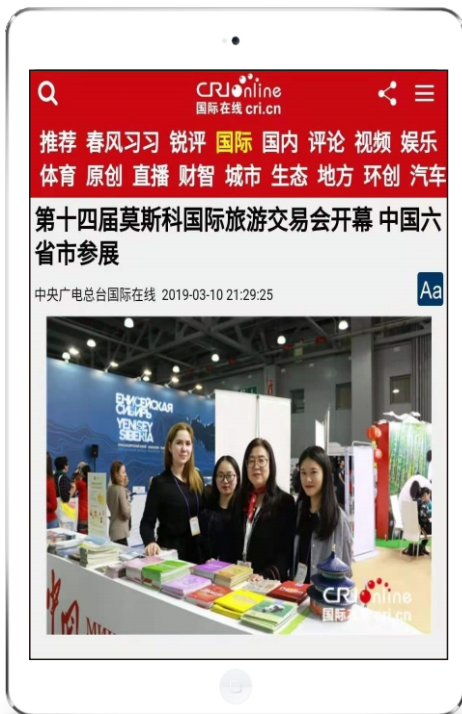 CRIonline
国际在线 cri.cn
推荐 春风习习 锐评 国际 国内 评论 视频 娱乐
体育 原创 直播 财智 城市 生态 地方 环创 汽车
第十四届莫斯科国际旅游交易会开幕 中国六
省市参展
中央广电总台国际在线 2019-03-10 21:29:25
Aa
ЕНИСЕЙСКАЯ
СИБИРЬ
YENISEY
SIBERIA
中国
CRIonline
国际在线 cri.cn